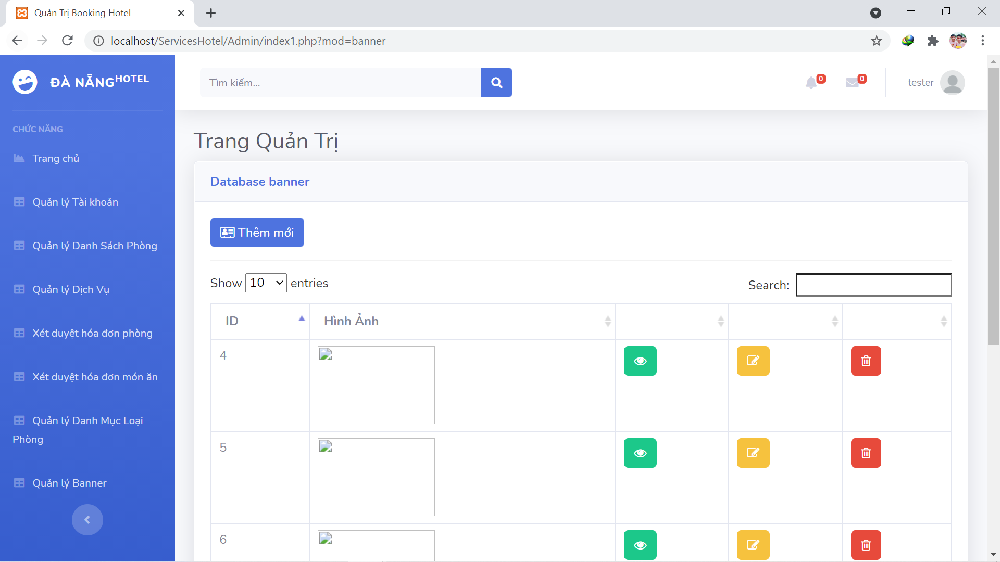 Quản Trị Booking Hotel
localhost/ServicesHotel/Admin/index1.php?mod=banner
ĐÀ NẴNG HOTEL
CHỨC NĂNG
Trang chủ
Quản lý Tài khoản
Quản lý Danh Sách Phòng
Quản lý Dịch Vụ
Xét duyệt hóa đơn phòng
Xét duyệt hóa đơn món ăn
Quản lý Danh Mục Loại
Phòng
Quản lý Banner
Tìm kiếm...
0
0
tester
Trang Quản Trị
Database banner
Thêm mới
Show 10 entries
Search:
ID Hình Ảnh
4
5
6